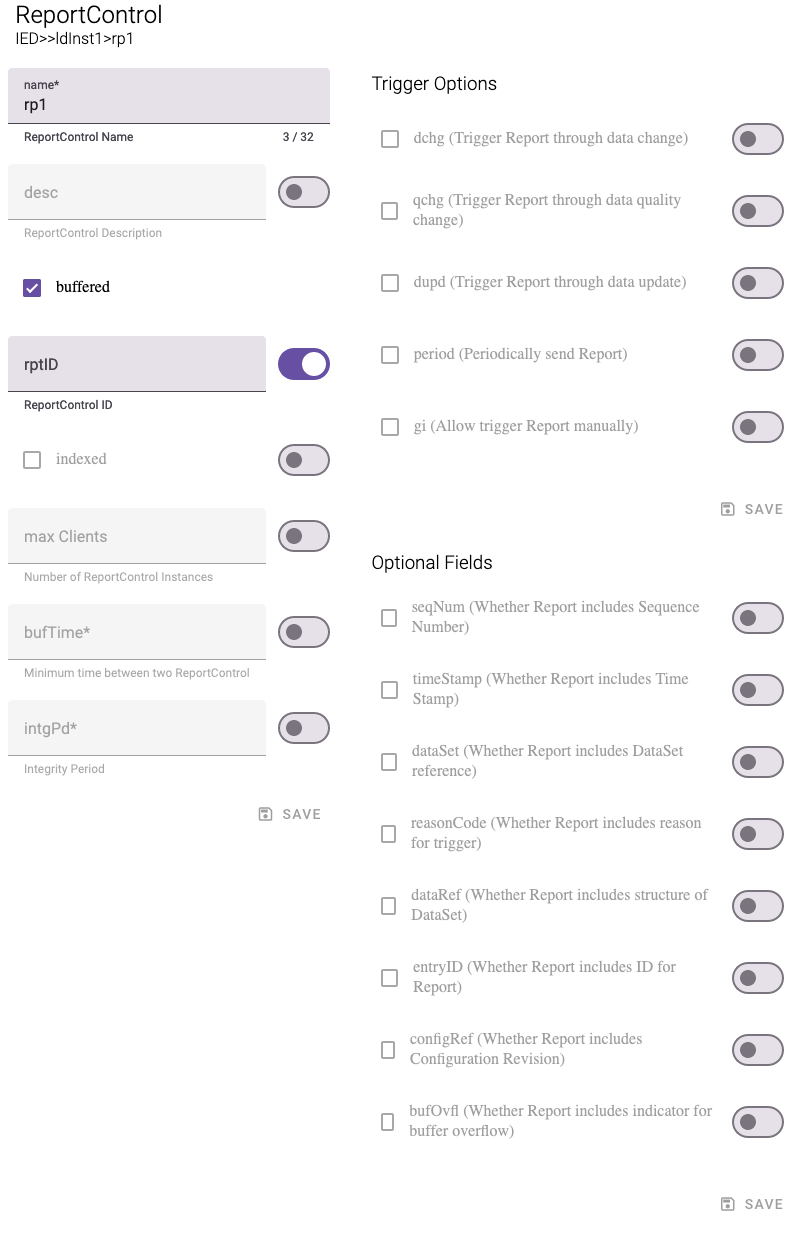 ReportControl
IED>>ldInst1>rp1
name*
rp1
ReportControl Name 3 / 32
desc
ReportControl Description
buffered
rptID
ReportControl ID
indexed
max Clients
Number of ReportControl Instances
bufTime*
Minimum time between two ReportControl
intgPd*
Integrity Period
SAVE
Trigger Options
dchg (Trigger Report through data change)
qchg (Trigger Report through data quality
change)
dupd (Trigger Report through data update)
period (Periodically send Report)
gi (Allow trigger Report manually)
SAVE
Optional Fields
seqNum (Whether Report includes Sequence
Number)
timeStamp (Whether Report includes Time
Stamp)
dataSet (Whether Report includes DataSet
reference)
reasonCode (Whether Report includes reason
for trigger)
dataRef (Whether Report includes structure of
DataSet)
entryID (Whether Report includes ID for
Report)
configRef (Whether Report includes
Configuration Revision)
bufOvfl (Whether Report includes indicator for
buffer overflow)
SAVE